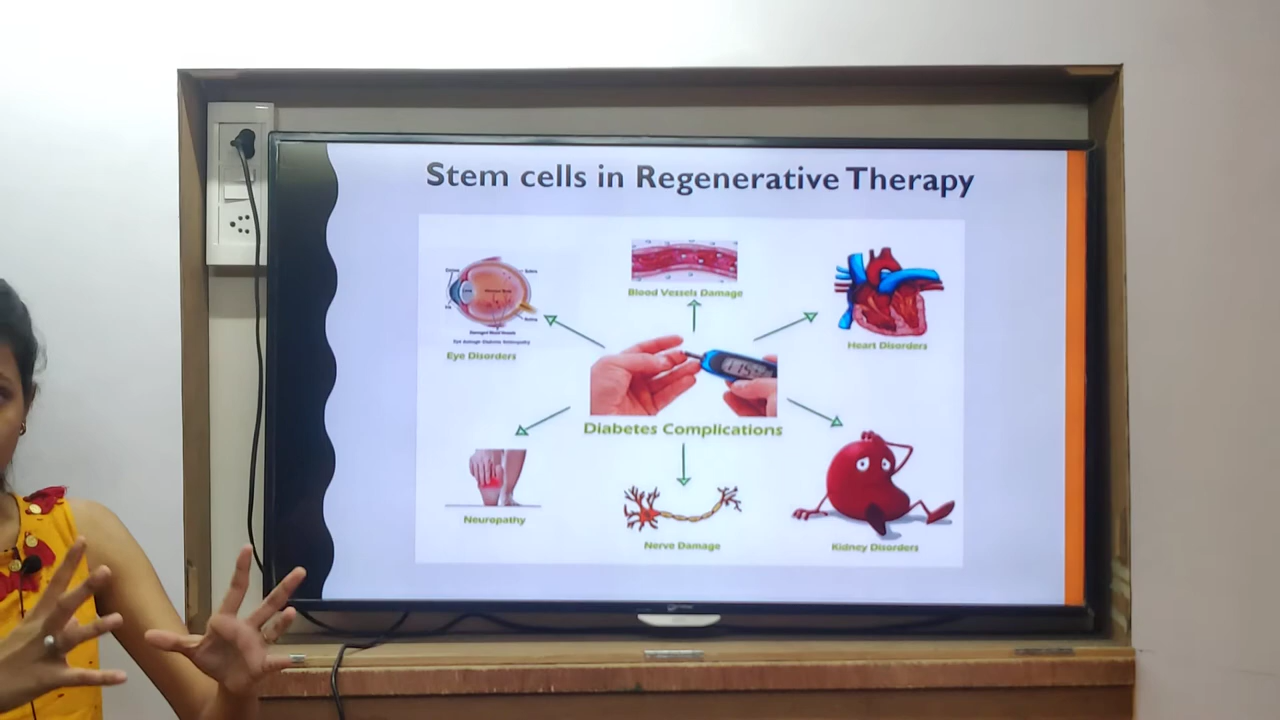 Stem cells in Regenerative Therapy
Blood Vessels Damage
Eye Disorders
Heart Disorders
Diabetes Complications
Neuropathy
Nerve Damage
Kidney Disorders